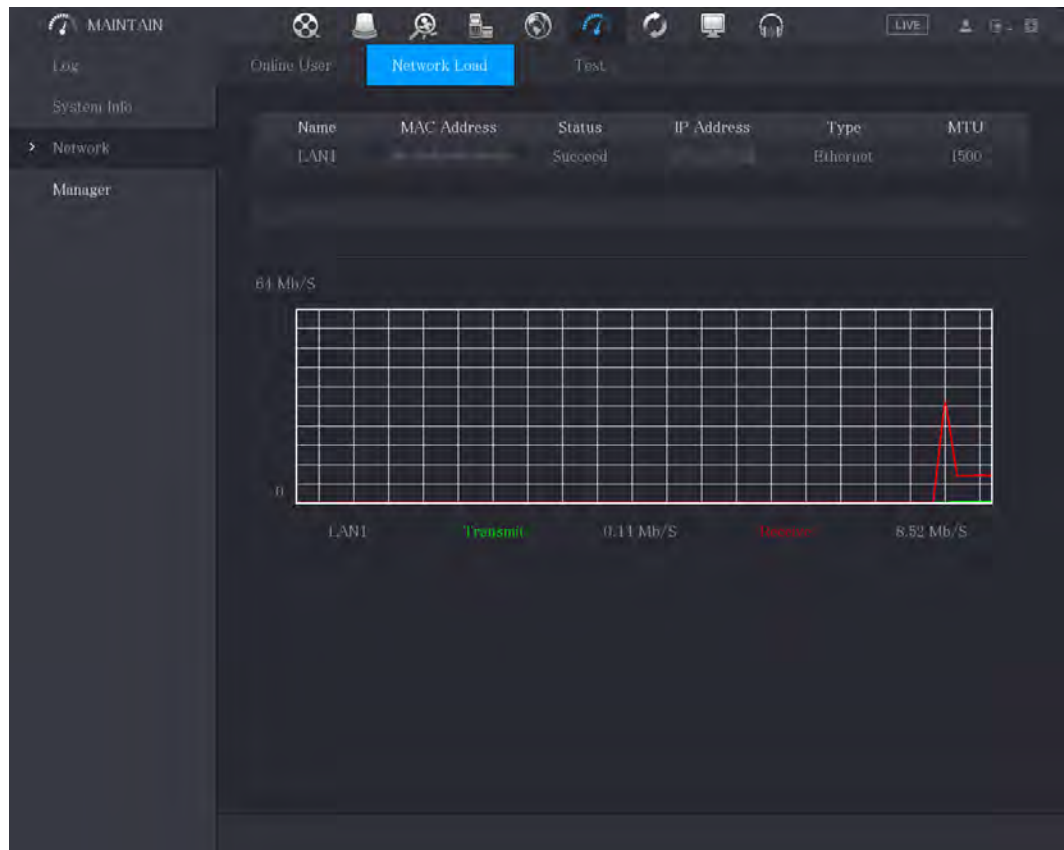 MAINTAIN LIVE
Log
System Info
Network
Manager
Online User Network Load Test
Name MAC Address Status IP Address Type MTU
LAN1 Succeed Ethernet 1500
64 Mb/S
0
LAN1 Transmit 0.11 Mb/S 8.52 Mb/S